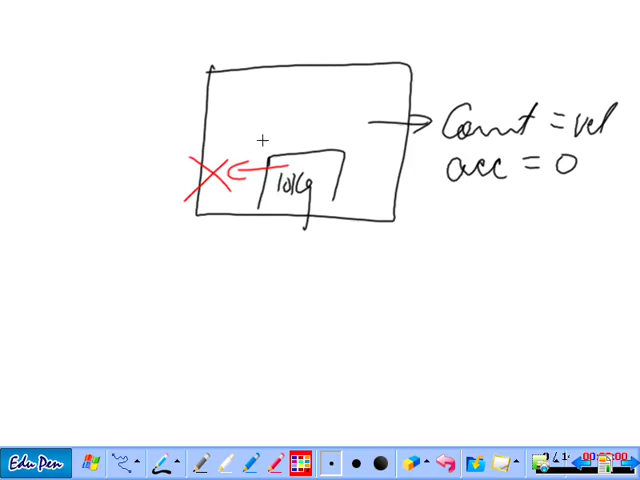 Const = vel
acc = 0
10kg
Edu Pen